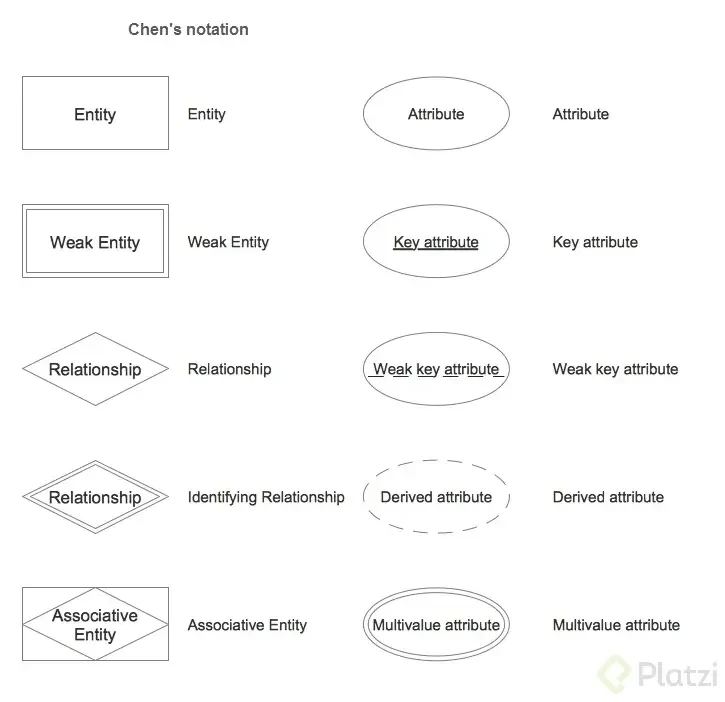 Chen's notation
Entity
Entity
Attribute
Attribute
Weak Entity
Weak Entity
Key attribute
Key attribute
Relationship
Relationship
Weak key attribute
Weak key attribute
Relationship
Identifying Relationship
Derived attribute
Derived attribute
Associative
Entity
Associative Entity
Multivalue attribute
Multivalue attribute
Platzi